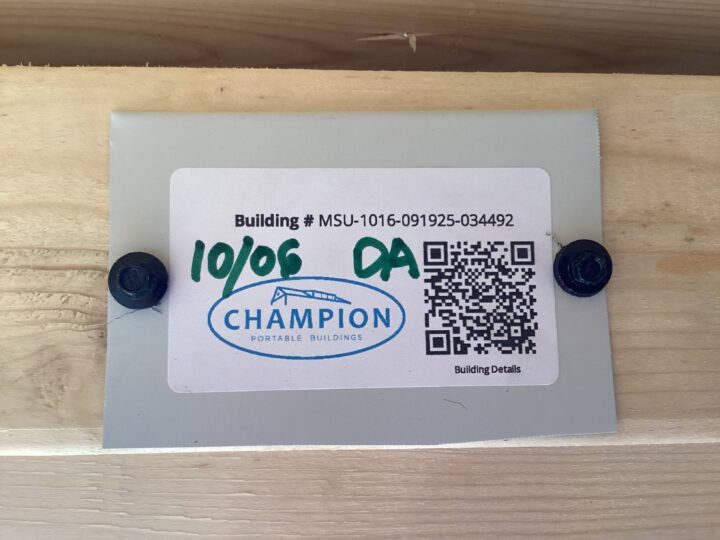 Building # MSU-1016-091925-034492
10/06 DA
CHAMPION
PORTABLE BUILDINGS
Building Details